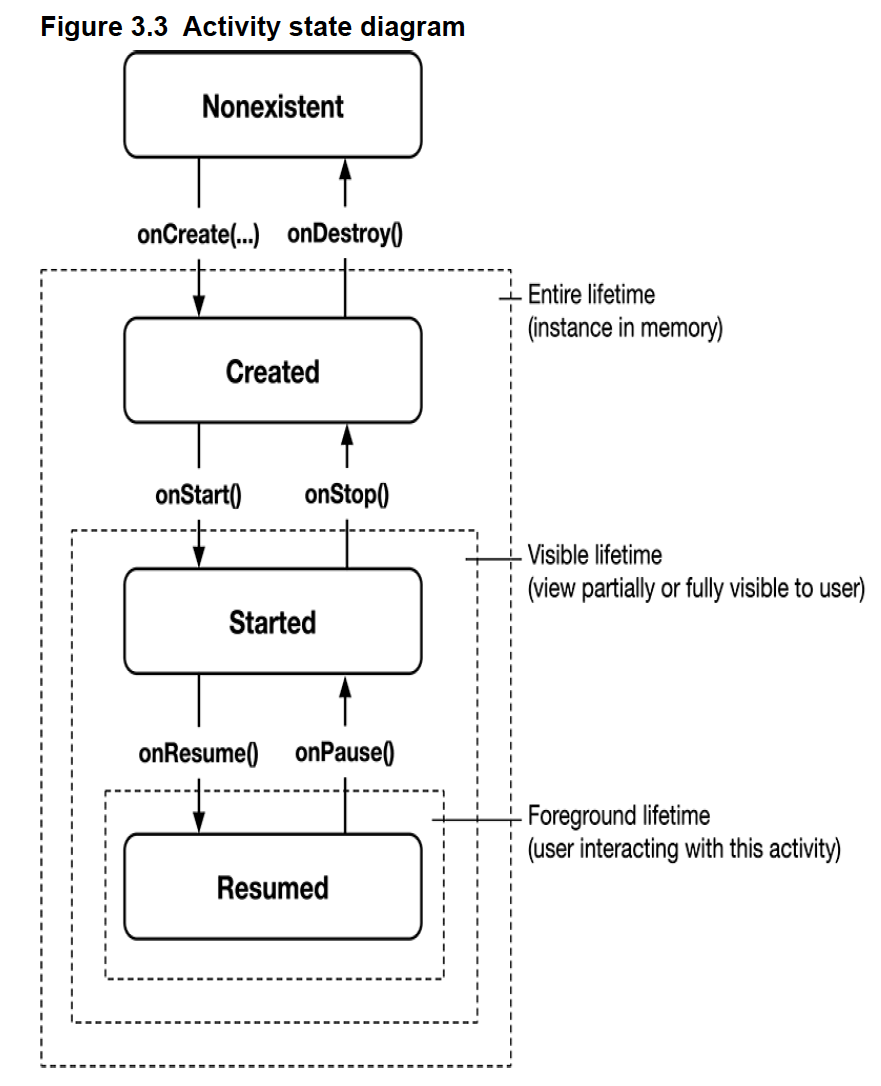 Figure 3.3 Activity state diagram
Nonexistent
onCreate(...) onDestroy()
Entire lifetime
(instance in memory)
Created
onStart() onStop()
Visible lifetime
(view partially or fully visible to user)
Started
onResume() onPause()
Foreground lifetime
(user interacting with this activity)
Resumed